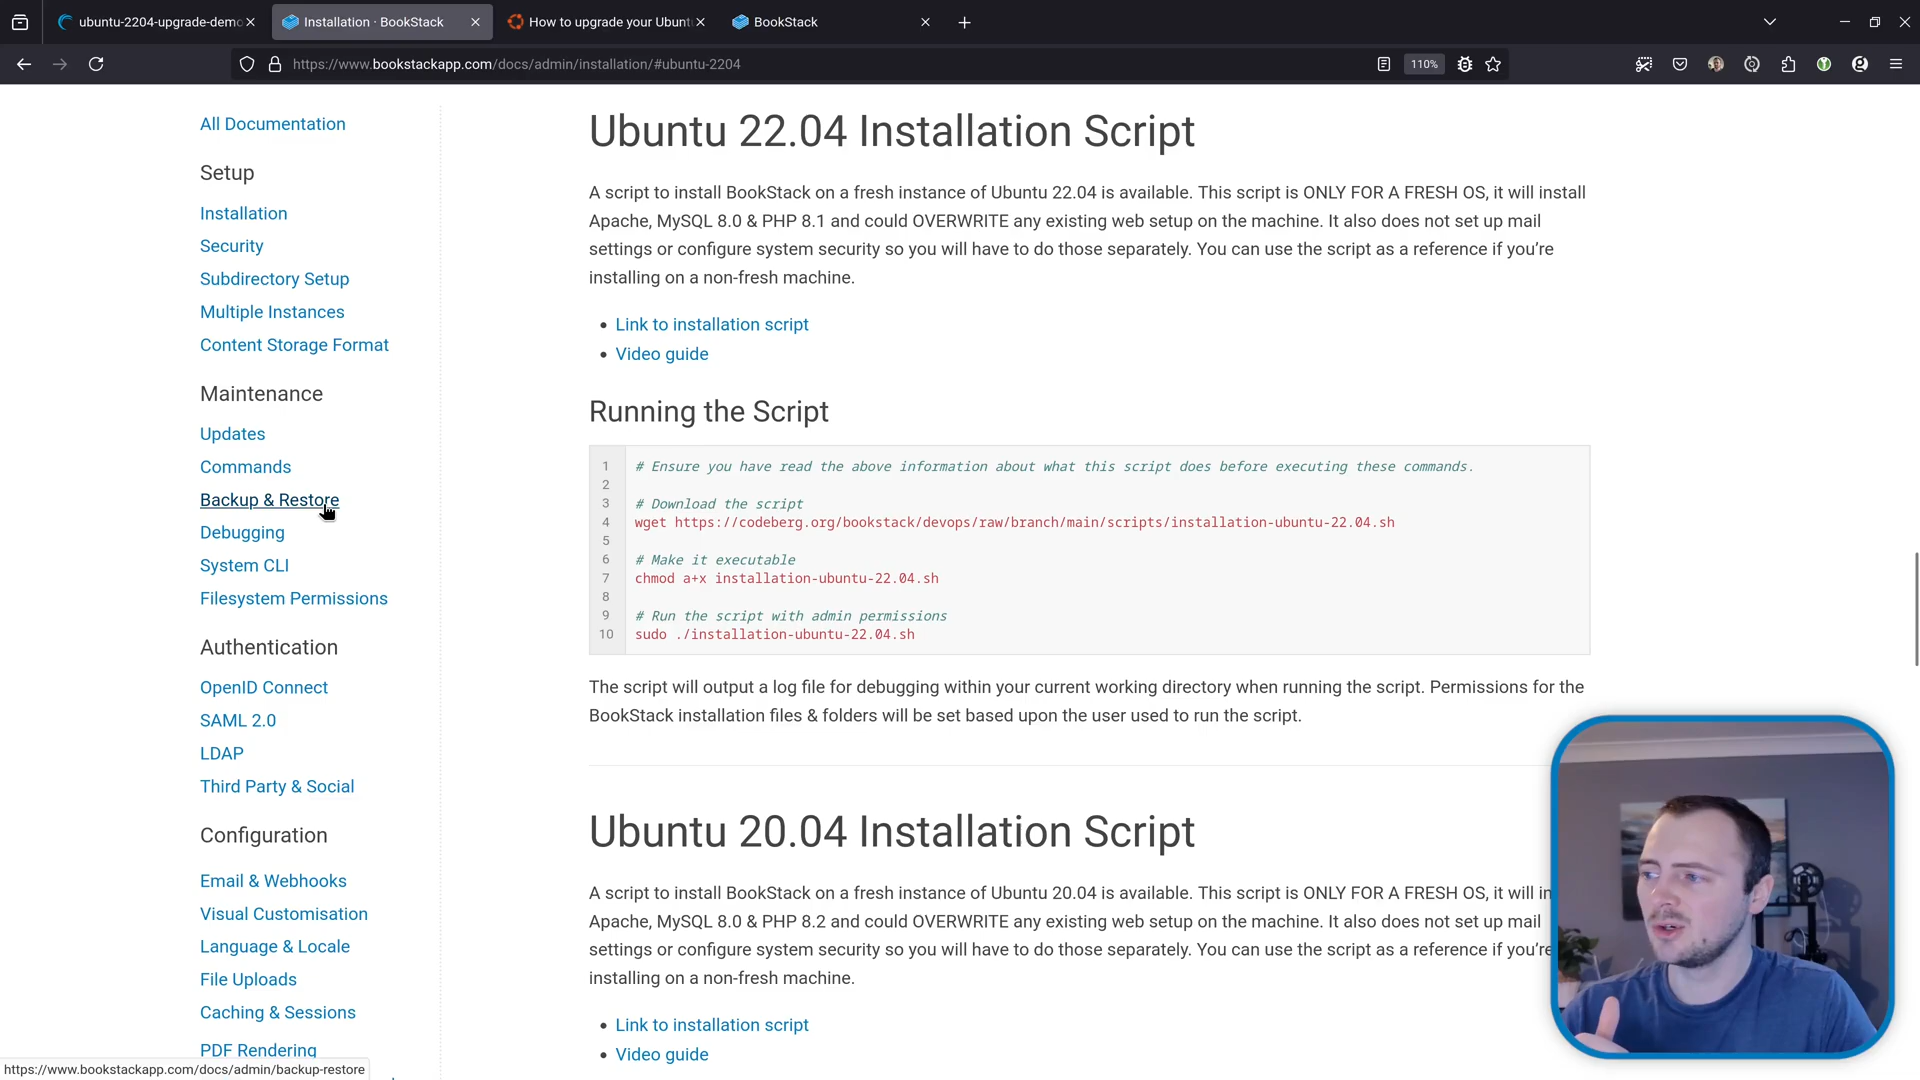 ubuntu-2204-upgrade-demo
Installation · BookStack
How to upgrade your Ubunt
BookStack
https://www.bookstackapp.com/docs/admin/installation/#ubuntu-2204
110%
All Documentation
Setup
Installation
Security
Subdirectory Setup
Multiple Instances
Content Storage Format
Maintenance
Updates
Commands
Backup & Restore
Debugging
System CLI
Filesystem Permissions
Authentication
OpenID Connect
SAML 2.0
LDAP
Third Party & Social
Configuration
Email & Webhooks
Visual Customisation
Language & Locale
File Uploads
Caching & Sessions
PDF Rendering
https://www.bookstackapp.com/docs/admin/backup-restore
Ubuntu 22.04 Installation Script
A script to install BookStack on a fresh instance of Ubuntu 22.04 is available. This script is ONLY FOR A FRESH OS, it will install
Apache, MySQL 8.0 & PHP 8.1 and could OVERWRITE any existing web setup on the machine. It also does not set up mail
settings or configure system security so you will have to do those separately. You can use the script as a reference if you’re
installing on a non-fresh machine.
Link to installation script
Video guide
Running the Script
1 # Ensure you have read the above information about what this script does before executing these commands.
2
3 # Download the script
4 wget https://codeberg.org/bookstack/devops/raw/branch/main/scripts/installation-ubuntu-22.04.sh
5
6 # Make it executable
7 chmod a+x installation-ubuntu-22.04.sh
8
9 # Run the script with admin permissions
10 sudo ./installation-ubuntu-22.04.sh
The script will output a log file for debugging within your current working directory when running the script. Permissions for the
BookStack installation files & folders will be set based upon the user used to run the script.
Ubuntu 20.04 Installation Script
A script to install BookStack on a fresh instance of Ubuntu 20.04 is available. This script is ONLY FOR A FRESH OS, it will in
Apache, MySQL 8.0 & PHP 8.2 and could OVERWRITE any existing web setup on the machine. It also does not set up mail
settings or configure system security so you will have to do those separately. You can use the script as a reference if you’re
installing on a non-fresh machine.
Link to installation script
Video guide